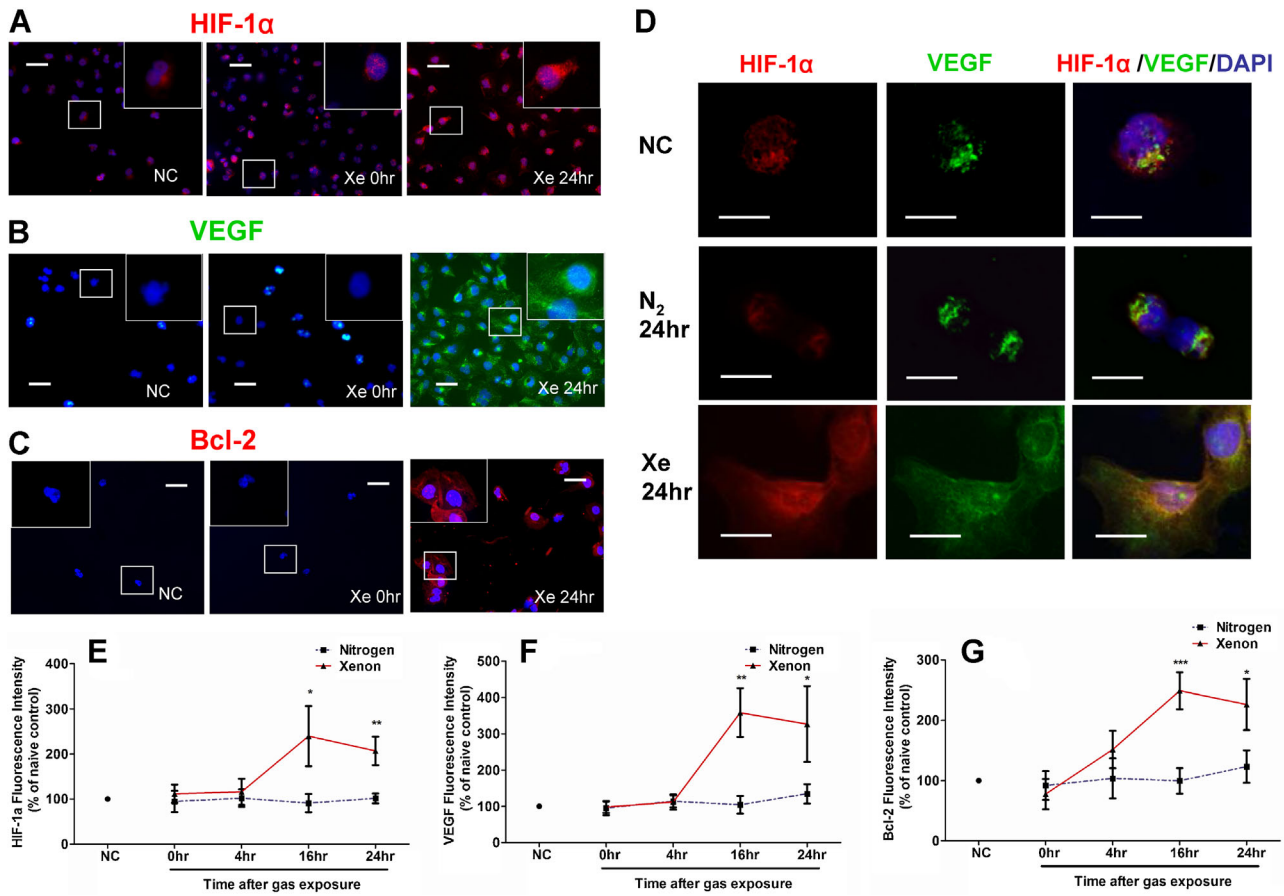 A
HIF-1α
NC
Xe 0hr
Xe 24hr
B
VEGF
NC
Xe 0hr
Xe 24hr
C
Bcl-2
NC
Xe 0hr
Xe 24hr
D
HIF-1α
VEGF
HIF-1α /VEGF/DAPI
NC
N2
24hr
Xe
24hr
E
Nitrogen
Xenon
HIF-1a Fluorescence Intensity
(% of naive control)
400
300
200
100
0
*
**
NC
0hr
4hr
16hr
24hr
Time after gas exposure
F
Nitrogen
Xenon
VEGF Fluorescence Intensity
(% of naive control)
500
400
300
200
100
0
**
*
NC
0hr
4hr
16hr
24hr
Time after gas exposure
G
Nitrogen
Xenon
Bcl-2 Fluorescence Intensity
(% of naive control)
300
200
100
0
***
*
NC
0hr
4hr
16hr
24hr
Time after gas exposure